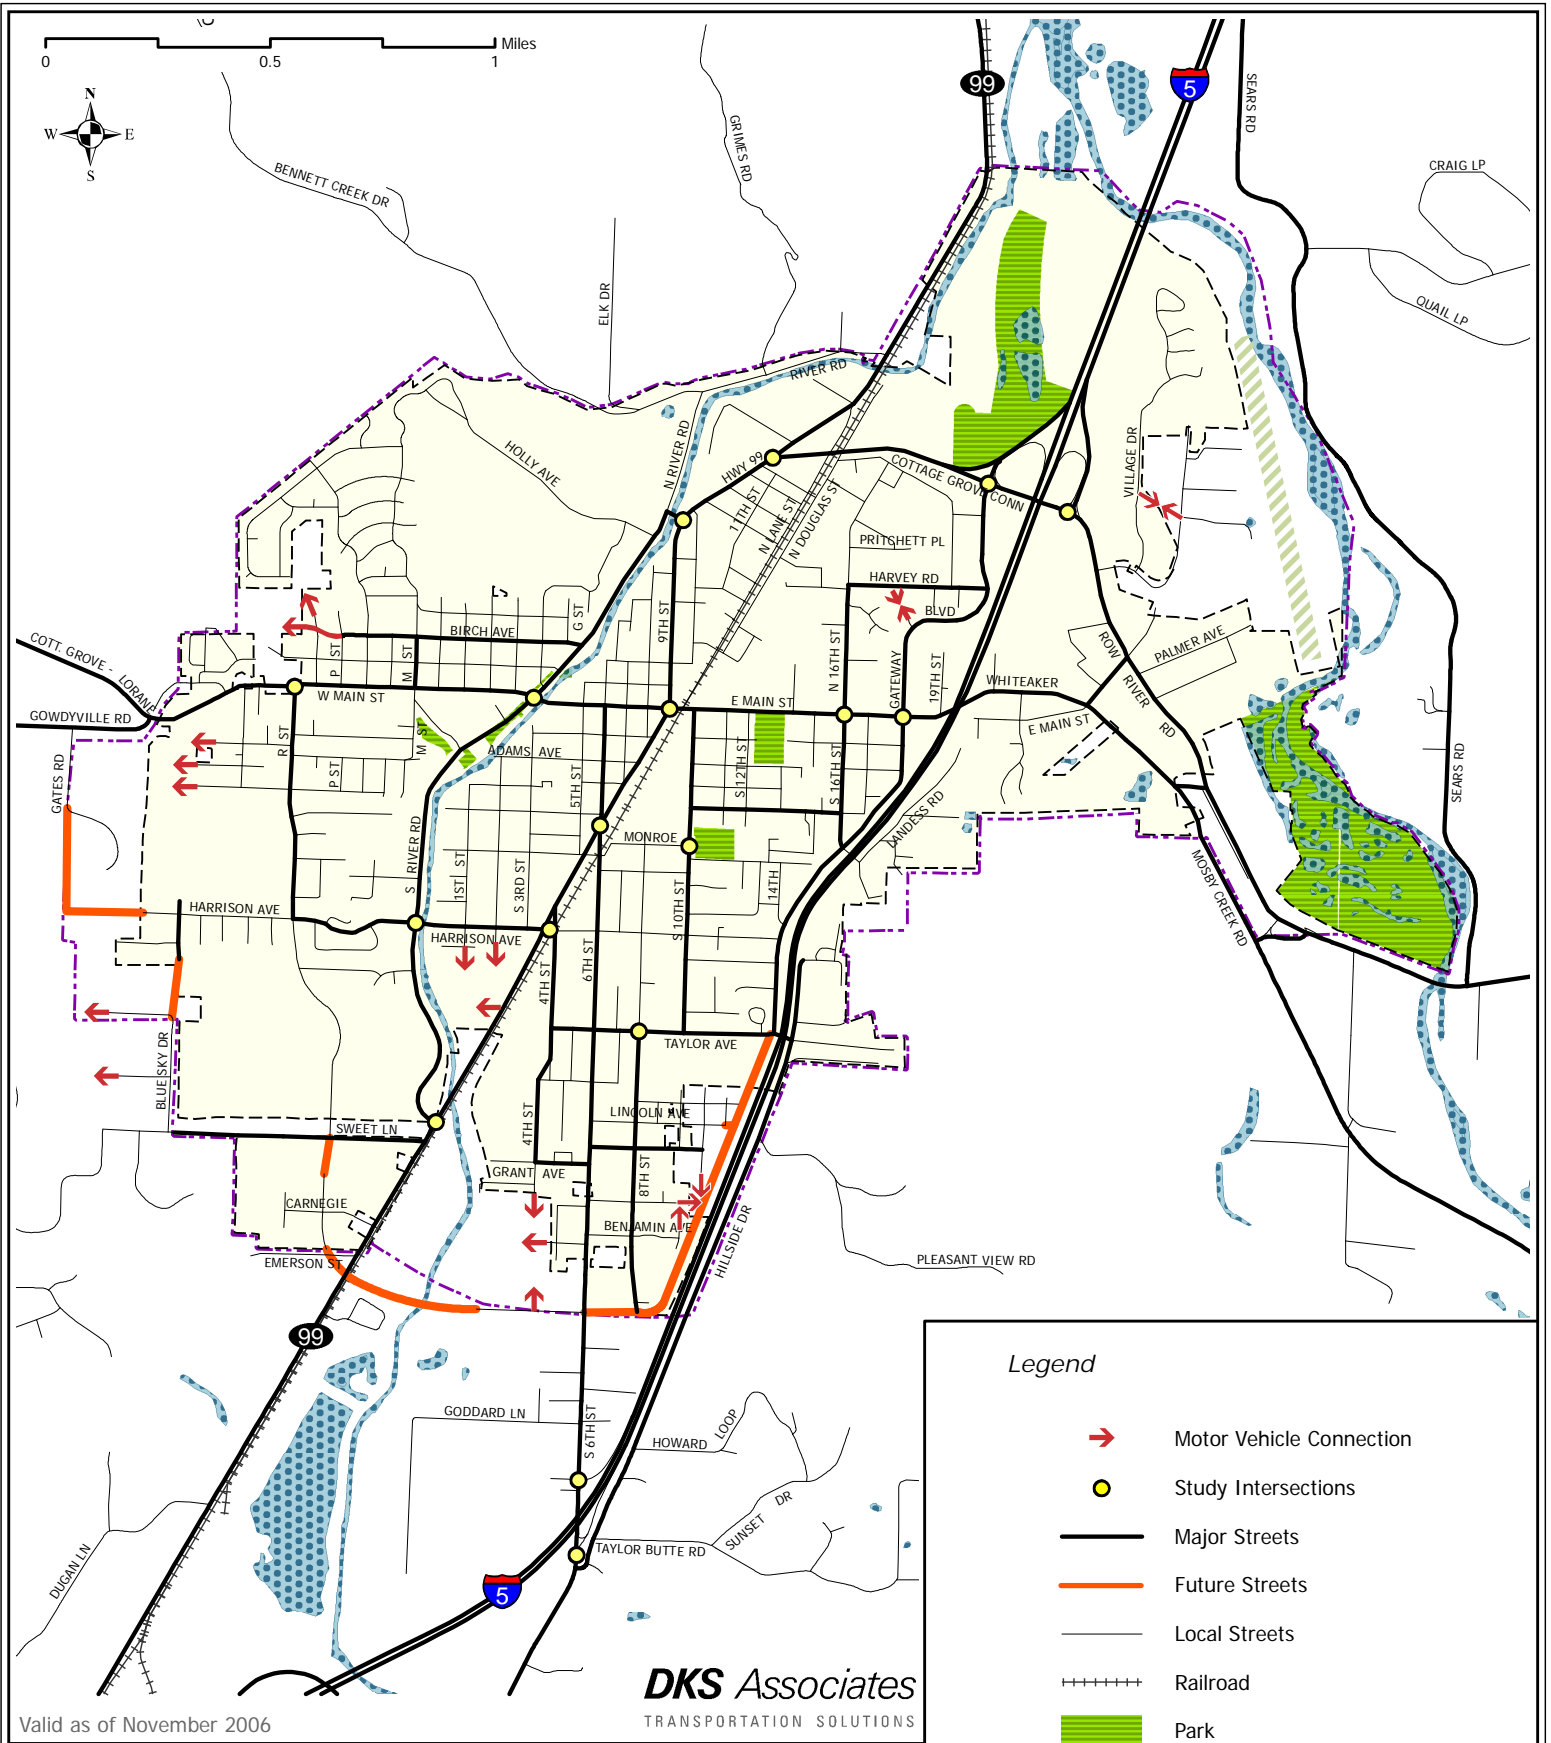 Miles
0
0.5
1
N
W
E
S
99
5
SEARS RD
CRAIG LP
QUAIL LP
BENNETT CREEK DR
GRIMES RD
ELK DR
RIVER RD
N RIVER RD
HOLLY AVE
HWY 99
11TH ST
N LANE ST
N DOUGLAS ST
COTTAGE GROVE CONN
VILLAGE DR
PRITCHETT PL
HARVEY RD
BLVD
G ST
9TH ST
BIRCH AVE
P ST
M ST
N 16TH ST
GATEWAY
19TH ST
ROW
RIVER
RD
PALMER AVE
WHITEAKER
COTT. GROVE -
LORANE
GOWDYVILLE RD
W MAIN ST
E MAIN ST
E MAIN ST
GATES RD
R ST
P ST
M ST
ADAMS AVE
5TH ST
S 12TH ST
S 16TH ST
LANDESS RD
SEARS RD
MONROE
S RIVER RD
1ST ST
S 3RD ST
14TH
S 10TH ST
MOSBY CREEK RD
HARRISON AVE
HARRISON AVE
4TH ST
6TH ST
TAYLOR AVE
BLUE SKY DR
SWEET LN
4TH ST
LINCOLN AVE
GRANT AVE
8TH ST
CARNEGIE
BENJAMIN AVE
HILLSIDE DR
EMERSON ST
PLEASANT VIEW RD
99
GODDARD LN
S 6TH ST
HOWARD
LOOP
SUNSET
DR
TAYLOR BUTTE RD
DUGAN LN
5
DKS Associates
TRANSPORTATION SOLUTIONS
Valid as of November 2006
Legend
Motor Vehicle Connection
Study Intersections
Major Streets
Future Streets
Local Streets
Railroad
Park